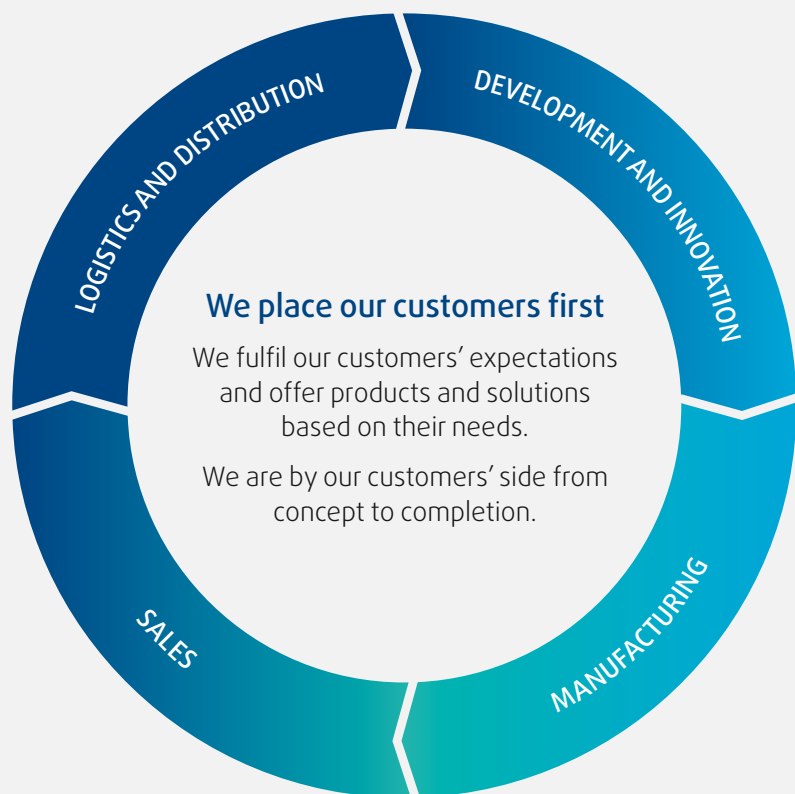 LOGISTICS AND DISTRIBUTION
DEVELOPMENT AND INNOVATION
We place our customers first
We fulfil our customers’ expectations
and offer products and solutions
based on their needs.
We are by our customers’ side from
concept to completion.
SALES
MANUFACTURING